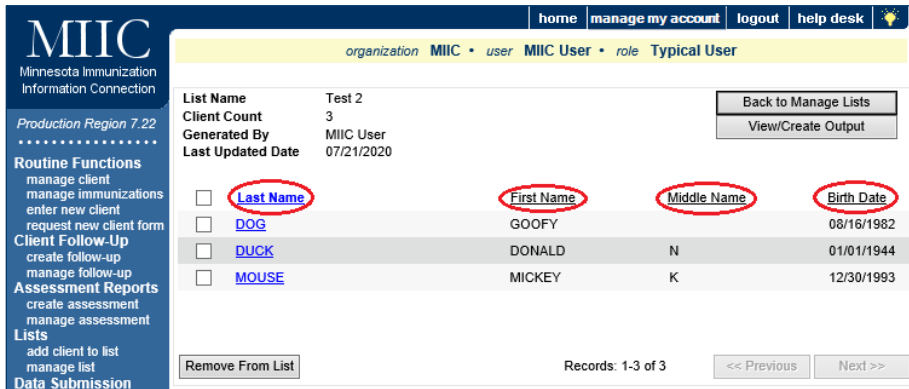 home manage my account logout help desk
MIIC
Minnesota Immunization
Information Connection
organization MIIC • user MIIC User • role Typical User
Production Region 7.22
Routine Functions
manage client
manage immunizations
enter new client
request new client form
Client Follow-Up
create follow-up
manage follow-up
Assessment Reports
create assessment
manage assessment
Lists
add client to list
manage list
Data Submission
List Name Test 2
Client Count 3
Generated By MIIC User
Last Updated Date 07/21/2020
Back to Manage Lists
View/Create Output
Last Name First Name Middle Name Birth Date
DOG GOOFY 08/16/1982
DUCK DONALD N 01/01/1944
MOUSE MICKEY K 12/30/1993
Remove From List Records: 1-3 of 3 << Previous Next >>